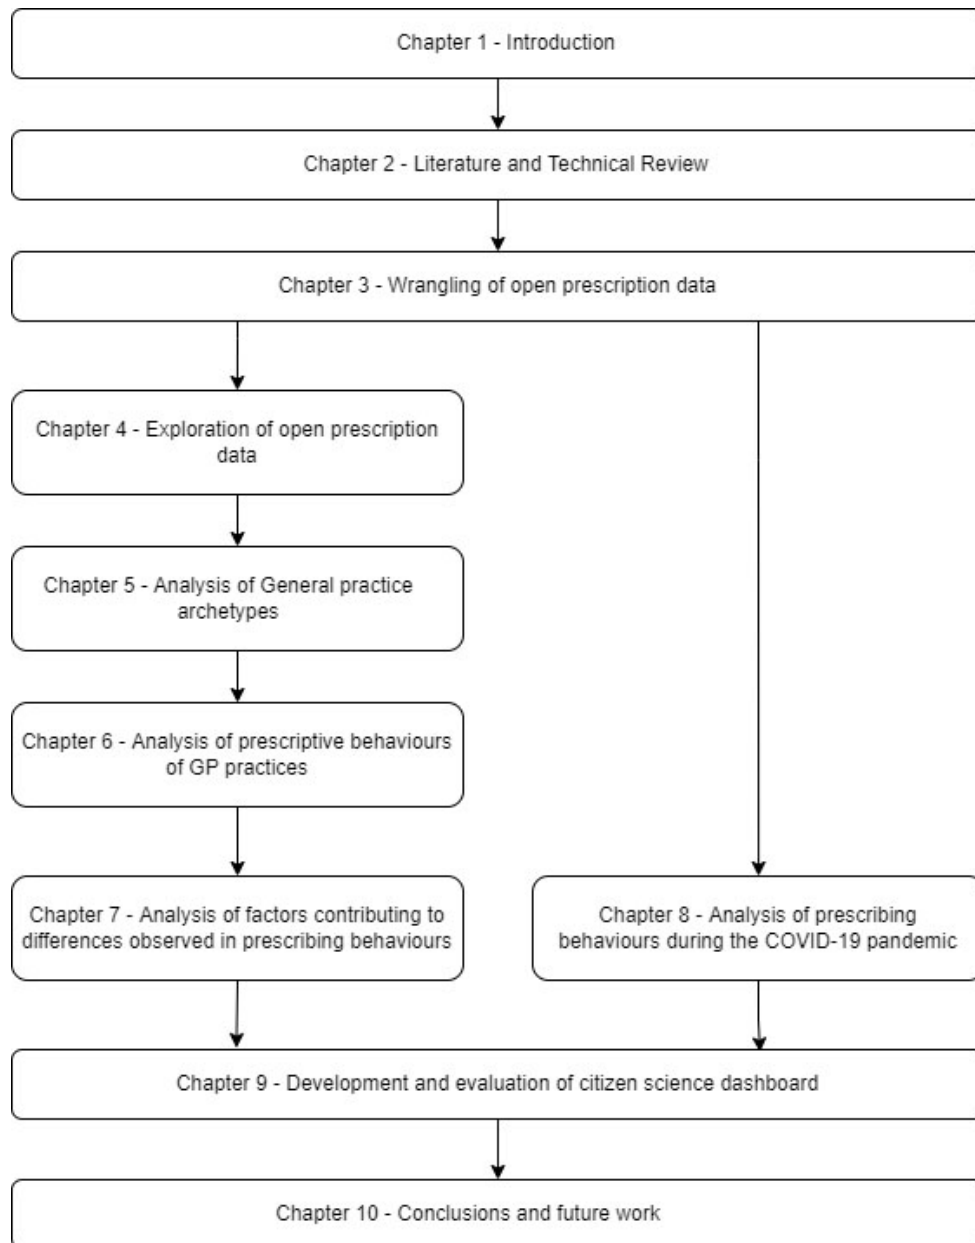 Chapter 1 - Introduction
Chapter 2 - Literature and Technical Review
Chapter 3 - Wrangling of open prescription data
Chapter 4 - Exploration of open prescription
data
Chapter 5 - Analysis of General practice
archetypes
Chapter 6 - Analysis of prescriptive behaviours
of GP practices
Chapter 7 - Analysis of factors contributing to
differences observed in prescribing behaviours
Chapter 8 - Analysis of prescribing
behaviours during the COVID-19 pandemic
Chapter 9 - Development and evaluation of citizen science dashboard
Chapter 10 - Conclusions and future work